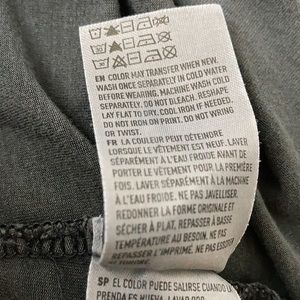 EN COLOR MAY TRANSFER WHEN NEW.
WASH ONCE SEPARATELY IN COLD WATER
BEFORE WEARING. MACHINE WASH COLD
SEPARATELY. DO NOT BLEACH. RESHAPE
LAY FLAT TO DRY. COOL IRON IF NEEDED.
DO NOT IRON ON PRINT. DO NOT WRING
OR TWIST.
FR LA COULEUR PEUT DÉTEINDRE
LORSQUE LE VÊTEMENT EST NEUF. LAVER
SÉPARÉMENT À L'EAU FROIDE AVANT DE
PORTER LE VÊTEMENT POUR LA PREMIÈRE
FOIS. LAVER SÉPARÉMENT À LA MACHINE
À L'EAU FROIDE. NE PAS JAVELLISER.
REDONNER LA FORME ORIGINALE ET
SÉCHER À PLAT, REPASSER À BASSE
TEMPÉRATURE AU BESOIN. NE PAS
REPASSER L'IMPRIMÉ. NE PAS ESSORER
SP EL COLOR PUEDE SALIRSE CUANDO LA
PRENDA ES NUEVA. LAVAR POR